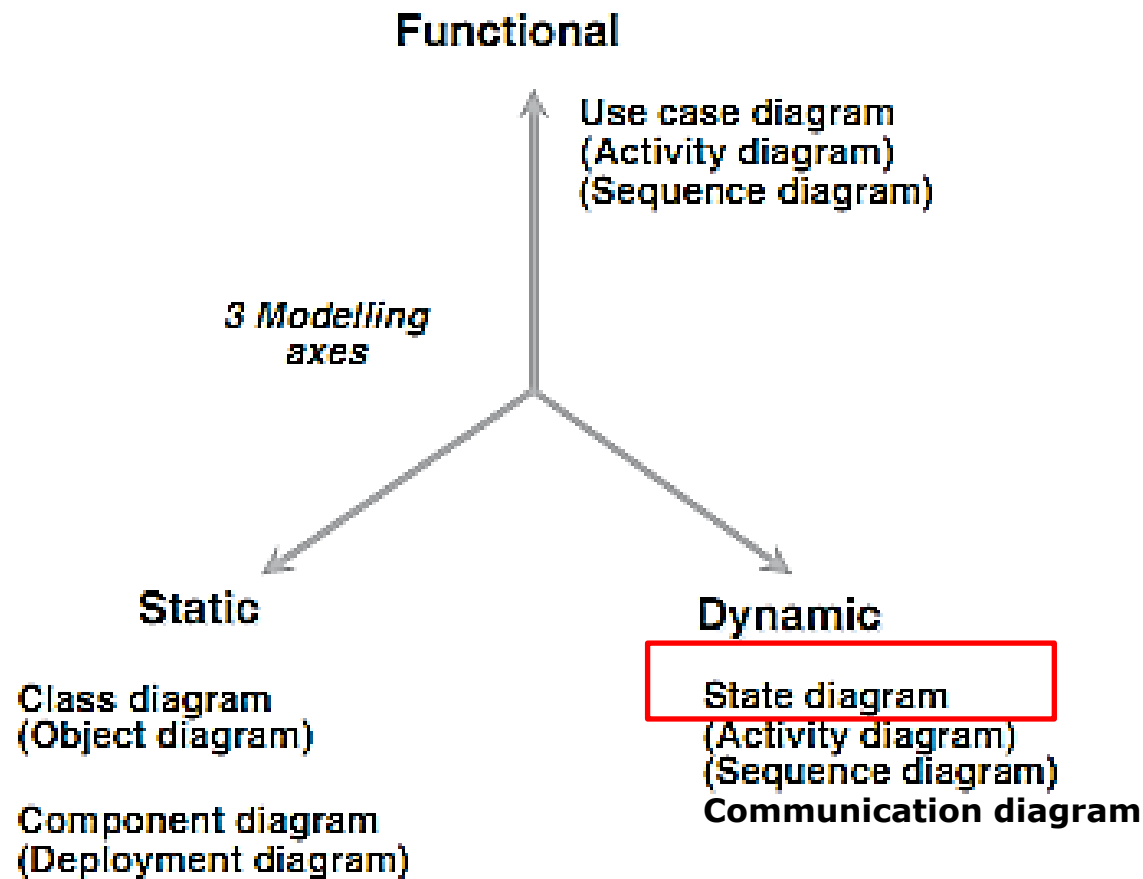 Functional
Use case diagram
(Activity diagram)
(Sequence diagram)
3 Modelling
axes
Static
Class diagram
(Object diagram)
Component diagram
(Deployment diagram)
Dynamic
State diagram
(Activity diagram)
(Sequence diagram)
Communication diagram